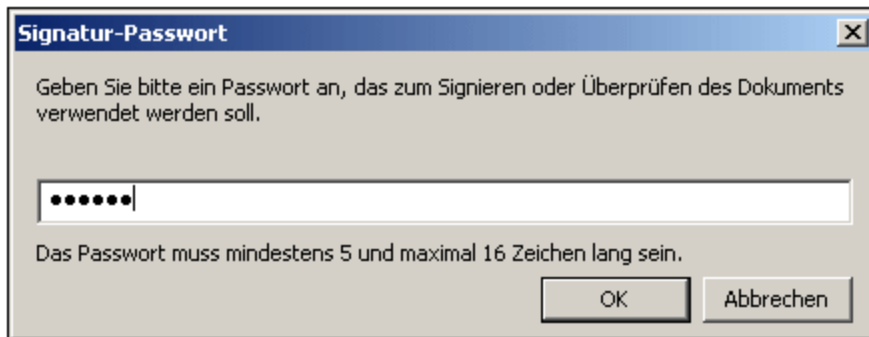 Signatur-Passwort
Geben Sie bitte ein Passwort an, das zum Signieren oder Überprüfen des Dokuments
verwendet werden soll.
●●●●●●
Das Passwort muss mindestens 5 und maximal 16 Zeichen lang sein.
OK Abbrechen